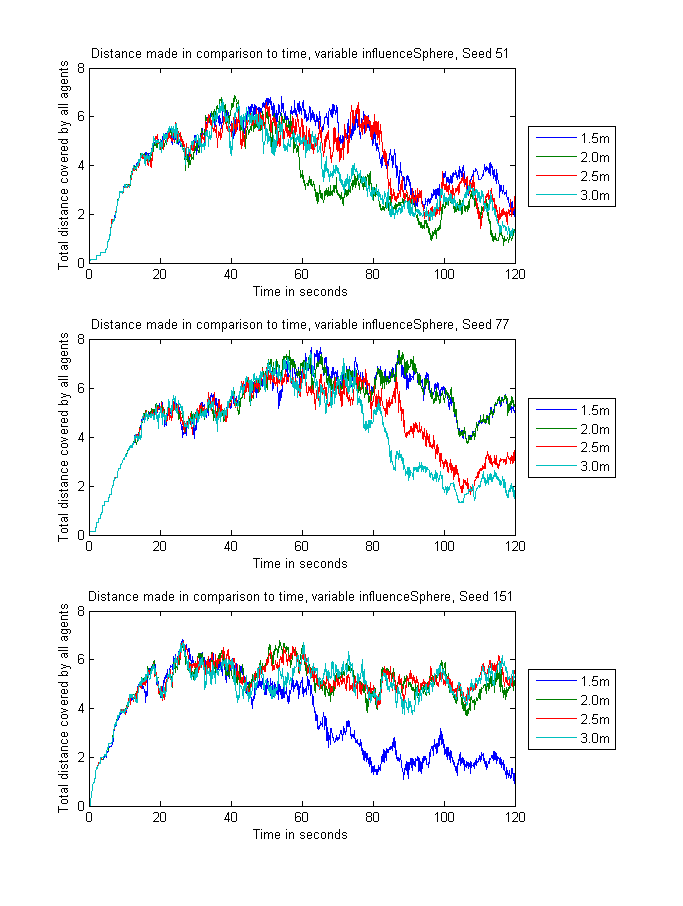 Distance made in comparison to time, variable influenceSphere, Seed 51
Total distance covered by all agents
8
6
4
2
0
0 20 40 60 80 100 120
Time in seconds
1.5m
2.0m
2.5m
3.0m
Distance made in comparison to time, variable influenceSphere, Seed 77
Total distance covered by all agents
8
6
4
2
0
0 20 40 60 80 100 120
Time in seconds
1.5m
2.0m
2.5m
3.0m
Distance made in comparison to time, variable influenceSphere, Seed 151
Total distance covered by all agents
8
6
4
2
0
0 20 40 60 80 100 120
Time in seconds
1.5m
2.0m
2.5m
3.0m